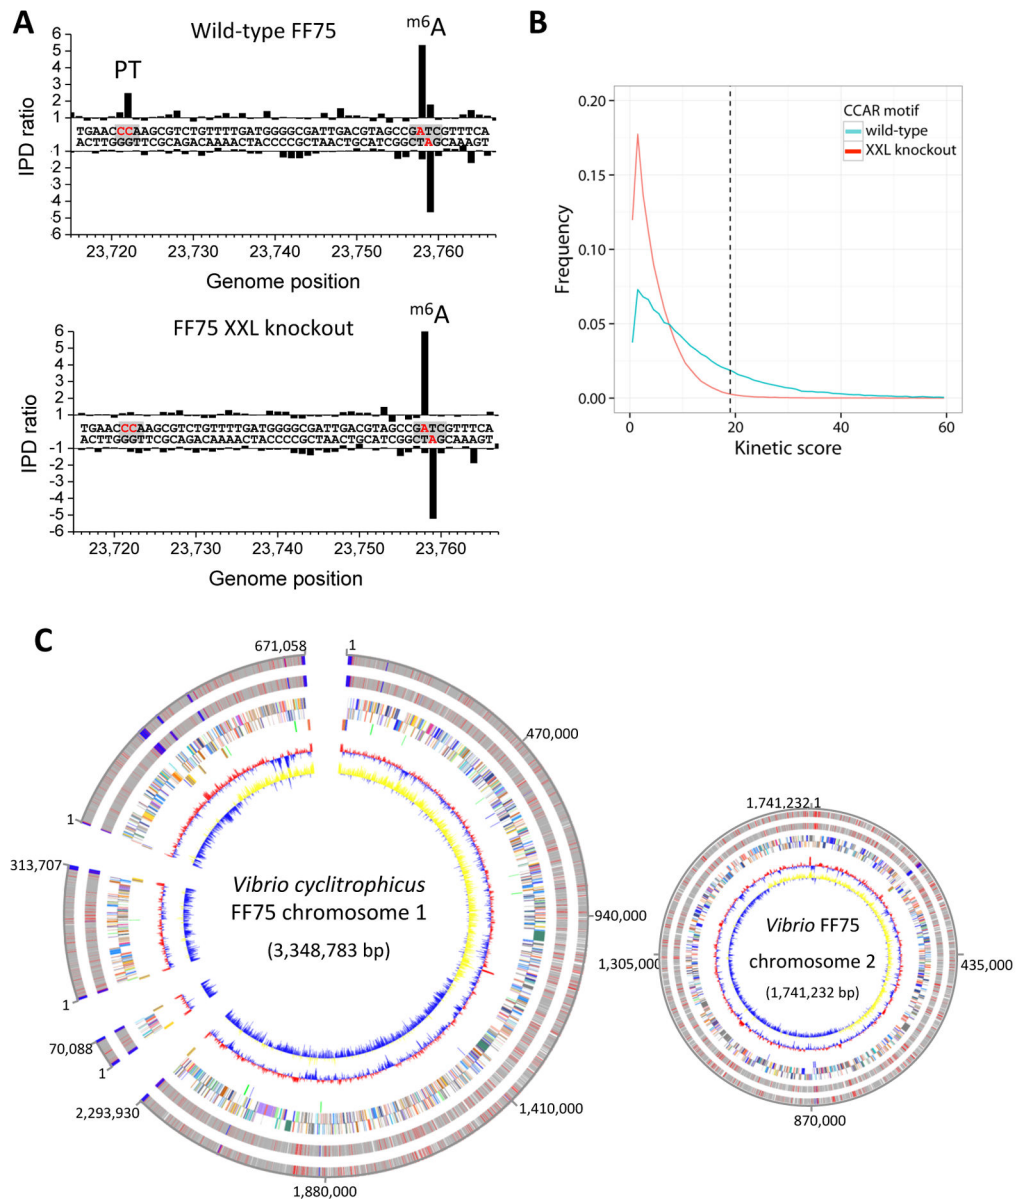 A
Wild-type FF75
m6A
PT
IPD ratio
6
5
4
3
2
1
TGAACCCAAGCGTCTGTTTTGATGGGGCGATTGACGTAGCCGATCGTTTCA
ACTTGGGTTCGCAGACAAAACTACCCCGCTAACTGCATCGGCTAGCAAAGT
-1
2
3
4
5
6
23,720
23,730
23,740
23,750
23,760
Genome position
FF75 XXL knockout
m6A
IPD ratio
6
5
4
3
2
1
TGAACCCAAGCGTCTGTTTTGATGGGGCGATTGACGTAGCCGATCGTTTCA
ACTTGGGTTCGCAGACAAAACTACCCCGCTAACTGCATCGGCTAGCAAAGT
-1
-2
-3
-4
-5
-6
23,720
23,730
23,740
23,750
23,760
Genome position
B
CCAR motif
wild-type
XXL knockout
Frequency
0.20
0.15
0.10
0.05
0.00
0
20
40
60
Kinetic score
C
671,058
1
470,000
940,000
1,410,000
1,880,000
2,293,930
1
70,088
1
313,707
1
Vibrio cyclitrophicus
FF75 chromosome 1
(3,348,783 bp)
1,741,232 1
435,000
870,000
1,305,000
Vibrio FF75
chromosome 2
(1,741,232 bp)